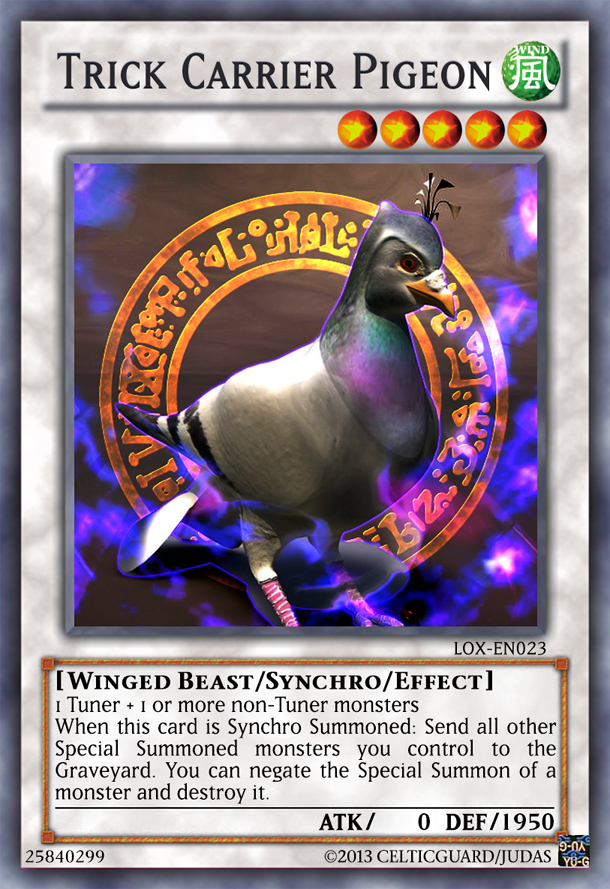 Trick Carrier Pigeon
WIND
風
LOX-EN023
[Winged Beast/Synchro/Effect]
1 Tuner + 1 or more non-Tuner monsters
When this card is Synchro Summoned: Send all other
Special Summoned monsters you control to the
Graveyard. You can negate the Special Summon of a
monster and destroy it.
ATK/ 0 DEF/1950
25840299
©2013 CELTICGUARD/JUDAS